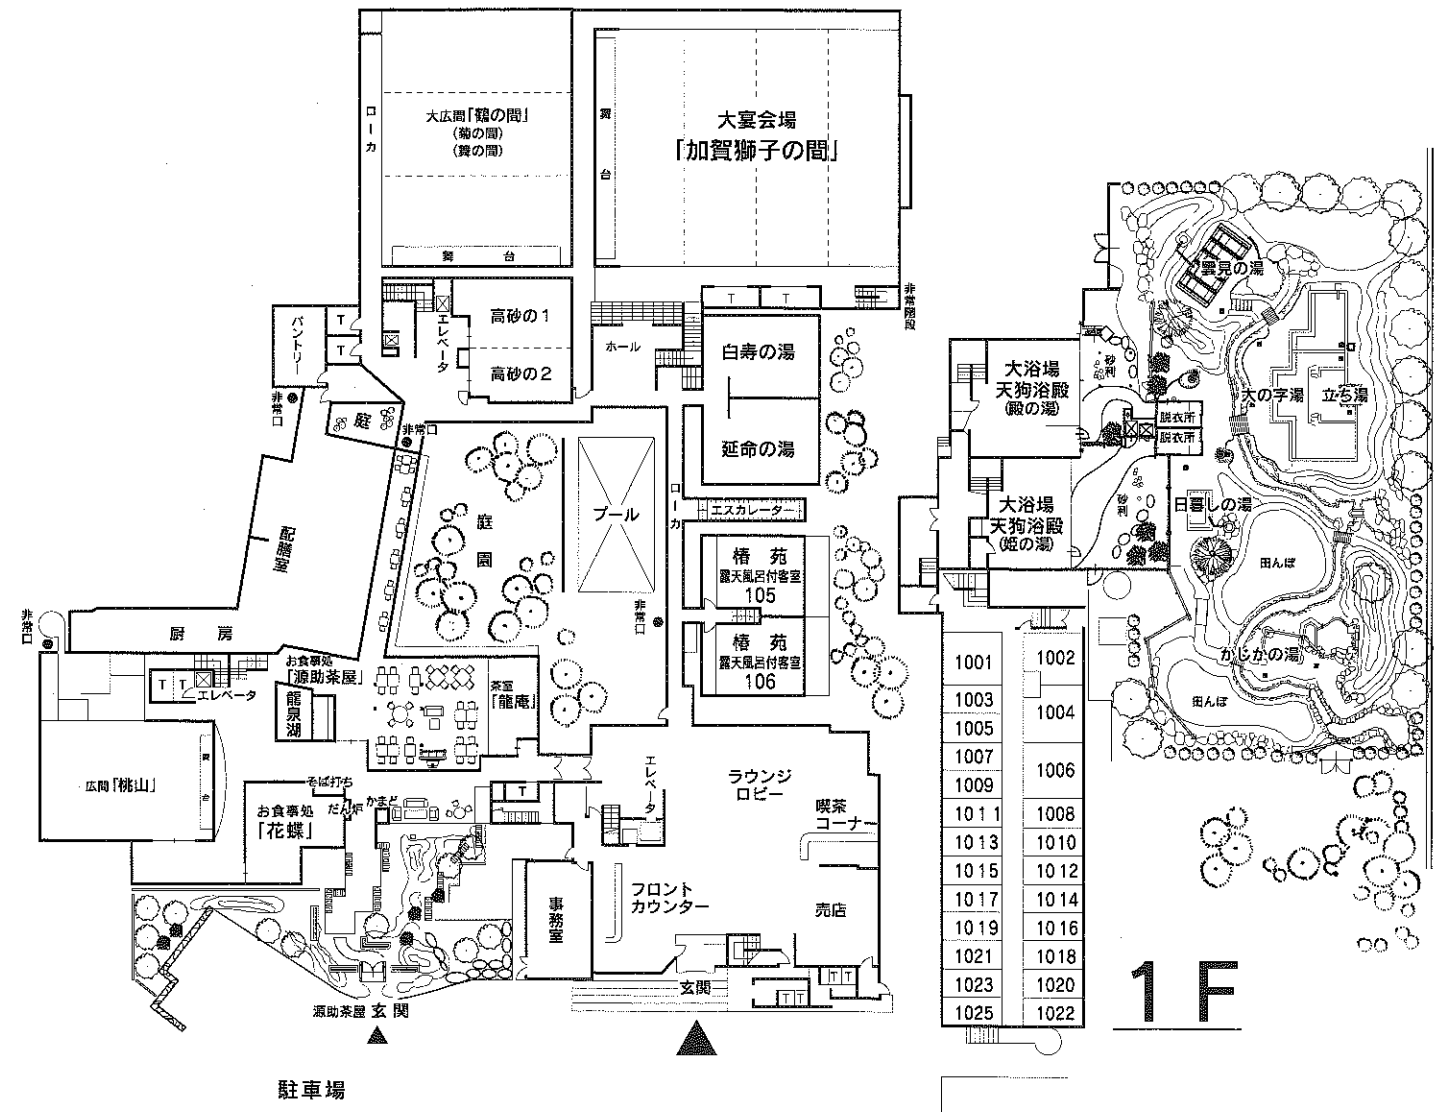 大広間「鶴の間」
(菊の間)
(舞の間)
ローカ
舞台
大宴会場
「加賀獅子の間」
舞台
T
T
非常階段
パントリー
T
T
エレベータ
高砂の1
高砂の2
ホール
白寿の湯
延命の湯
非常口
庭
非常口
配膳室
庭園
プール
ローカ
エスカレーター
椿苑
露天風呂付客室
105
椿苑
露天風呂付客室
106
非常口
非常口
厨房
T T
エレベータ
お食事処
「源助茶屋」
龍泉湖
茶室
「龍庵」
広間「桃山」
舞台
そば打ち
だん炉
かまど
お食事処
「花蝶」
T
エレベータ
ラウンジ
ロビー
喫茶
コーナー
フロント
カウンター
売店
事務室
玄関
T T
T T
源助茶屋 玄関
駐車場
大浴場
天狗浴殿
(殿の湯)
砂利
脱衣所
脱衣所
大浴場
天狗浴殿
(姫の湯)
砂利
雲見の湯
大の字湯
立ち湯
日暮しの湯
田んぼ
かじかの湯
田んぼ
1001
1002
1003
1004
1005
1006
1007
1009
1008
1011
1010
1013
1012
1015
1014
1017
1016
1019
1018
1021
1020
1023
1022
1025
1F